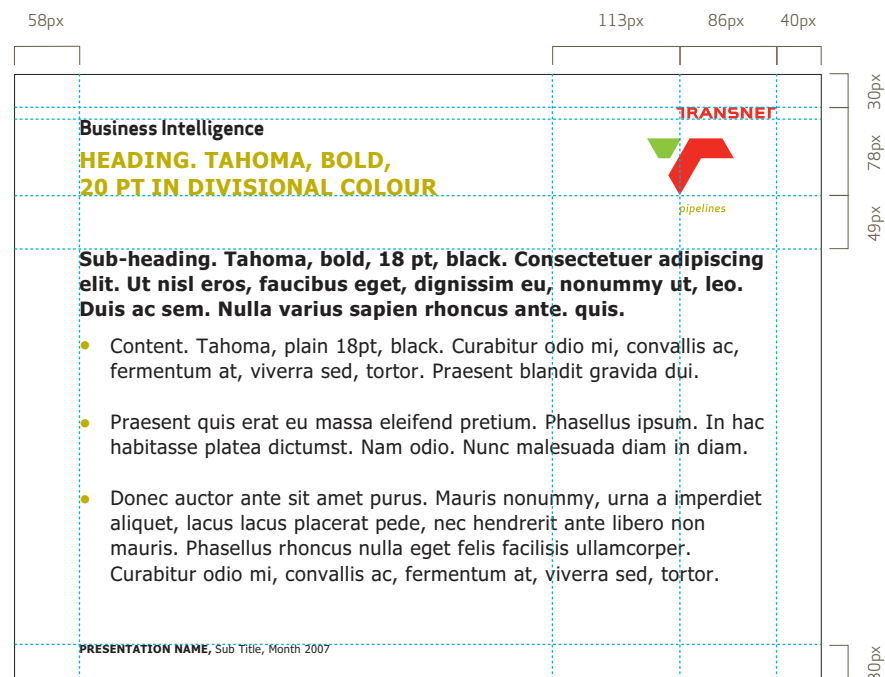 58px
113px
86px
40px
30px
TRANSNET
Business Intelligence
HEADING. TAHOMA, BOLD,
20 PT IN DIVISIONAL COLOUR
78px
pipelines
49px
Sub-heading. Tahoma, bold, 18 pt, black. Consectetuer adipiscing
elit. Ut nisl eros, faucibus eget, dignissim eu, nonummy ut, leo.
Duis ac sem. Nulla varius sapien rhoncus ante. quis.
• Content. Tahoma, plain 18pt, black. Curabitur odio mi, convallis ac,
fermentum at, viverra sed, tortor. Praesent blandit gravida dui.
• Praesent quis erat eu massa eleifend pretium. Phasellus ipsum. In hac
habitasse platea dictumst. Nam odio. Nunc malesuada diam in diam.
• Donec auctor ante sit amet purus. Mauris nonummy, urna a imperdiet
aliquet, lacus lacus placerat pede, nec hendrerit ante libero non
mauris. Phasellus rhoncus nulla eget felis facilisis ullamcorper.
Curabitur odio mi, convallis ac, fermentum at, viverra sed, tortor.
PRESENTATION NAME, Sub Title, Month 2007